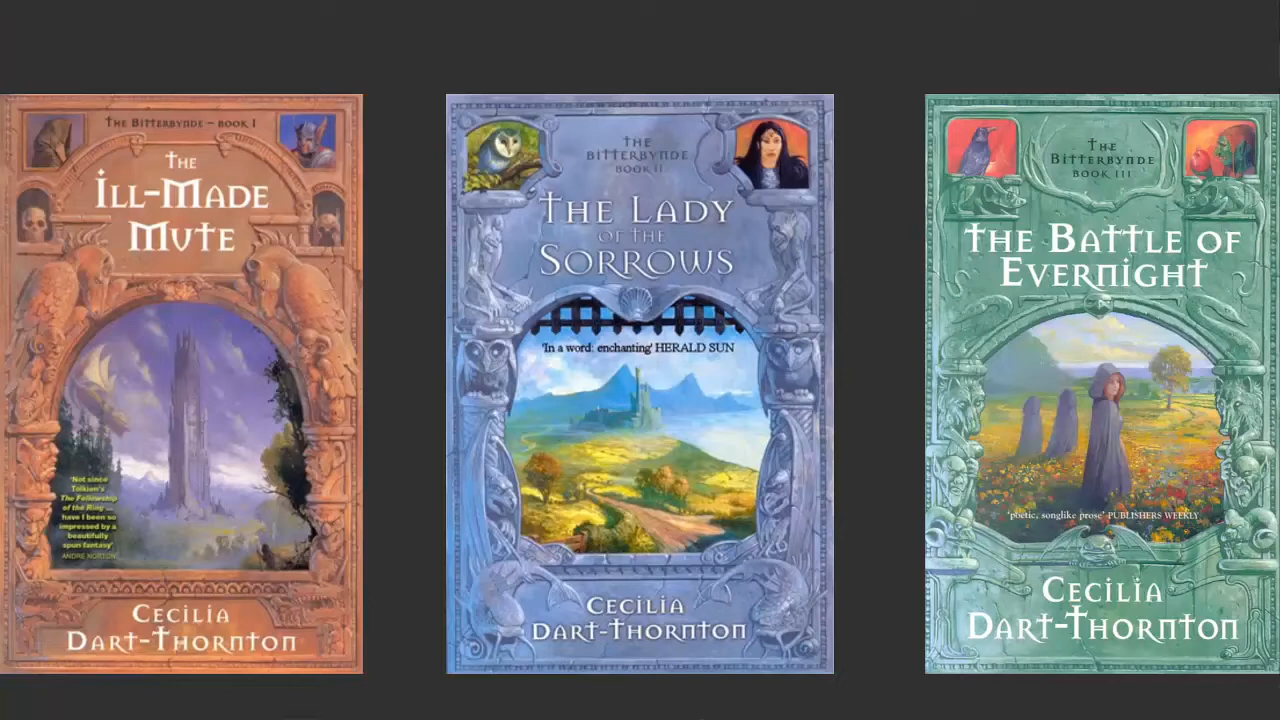 THE BITTERBYNDE – BOOK I
THE
ILL-MADE
MUTE
'Not since
Tolkien's
The Fellowship
of the Ring ...
have I been so
impressed by a
beautifully
spun fantasy'
ANDRE NORTON
CECILIA
DART-THORNTON
THE
BITTERBYNDE
BOOK II
THE LADY
OF THE
SORROWS
'In a word: enchanting' HERALD SUN
CECILIA
DART-THORNTON
THE
BITTERBYNDE
BOOK III
THE BATTLE OF
EVERNIGHT
'poetic, songlike prose' PUBLISHERS WEEKLY
CECILIA
DART-THORNTON